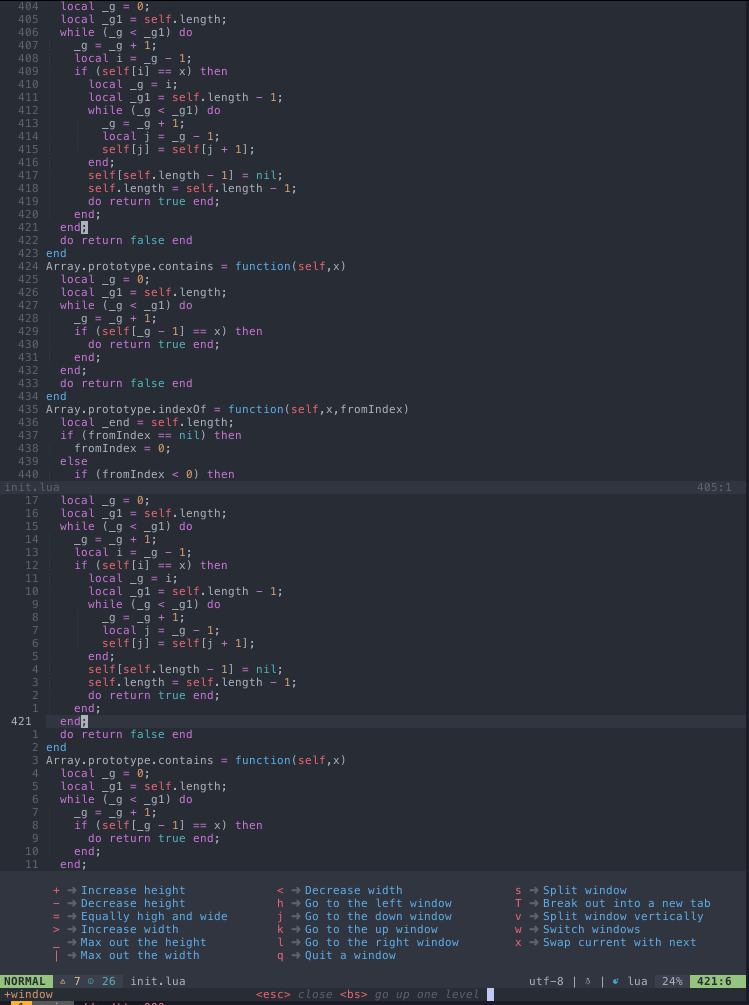 404 local _g = 0;
405 local _g1 = self.length;
406 while (_g < _g1) do
407 _g = _g + 1;
408 local i = _g - 1;
409 if (self[i] == x) then
410 local _g = i;
411 local _g1 = self.length - 1;
412 while (_g < _g1) do
413 _g = _g + 1;
414 local j = _g - 1;
415 self[j] = self[j + 1];
416 end;
417 self[self.length - 1] = nil;
418 self.length = self.length - 1;
419 do return true end;
420 end;
421 end;
422 do return false end
423 end
424 Array.prototype.contains = function(self,x)
425 local _g = 0;
426 local _g1 = self.length;
427 while (_g < _g1) do
428 _g = _g + 1;
429 if (self[_g - 1] == x) then
430 do return true end;
431 end;
432 end;
433 do return false end
434 end
435 Array.prototype.indexOf = function(self,x,fromIndex)
436 local _end = self.length;
437 if (fromIndex == nil) then
438 fromIndex = 0;
439 else
440 if (fromIndex < 0) then
init.lua 405:1
17 local _g = 0;
16 local _g1 = self.length;
15 while (_g < _g1) do
14 _g = _g + 1;
13 local i = _g - 1;
12 if (self[i] == x) then
11 local _g = i;
10 local _g1 = self.length - 1;
9 while (_g < _g1) do
8 _g = _g + 1;
7 local j = _g - 1;
6 self[j] = self[j + 1];
5 end;
4 self[self.length - 1] = nil;
3 self.length = self.length - 1;
2 do return true end;
1 end;
421 end;
1 do return false end
2 end
3 Array.prototype.contains = function(self,x)
4 local _g = 0;
5 local _g1 = self.length;
6 while (_g < _g1) do
7 _g = _g + 1;
8 if (self[_g - 1] == x) then
9 do return true end;
10 end;
11 end;
+ ➜ Increase height < ➜ Decrease width s ➜ Split window
- ➜ Decrease height h ➜ Go to the left window T ➜ Break out into a new tab
= ➜ Equally high and wide j ➜ Go to the down window v ➜ Split window vertically
> ➜ Increase width k ➜ Go to the up window w ➜ Switch windows
_ ➜ Max out the height l ➜ Go to the right window x ➜ Swap current with next
| ➜ Max out the width q ➜ Quit a window
NORMAL ⚠ 7 26 init.lua utf-8 | | lua 24% 421:6
+window <esc> close <bs> go up one level